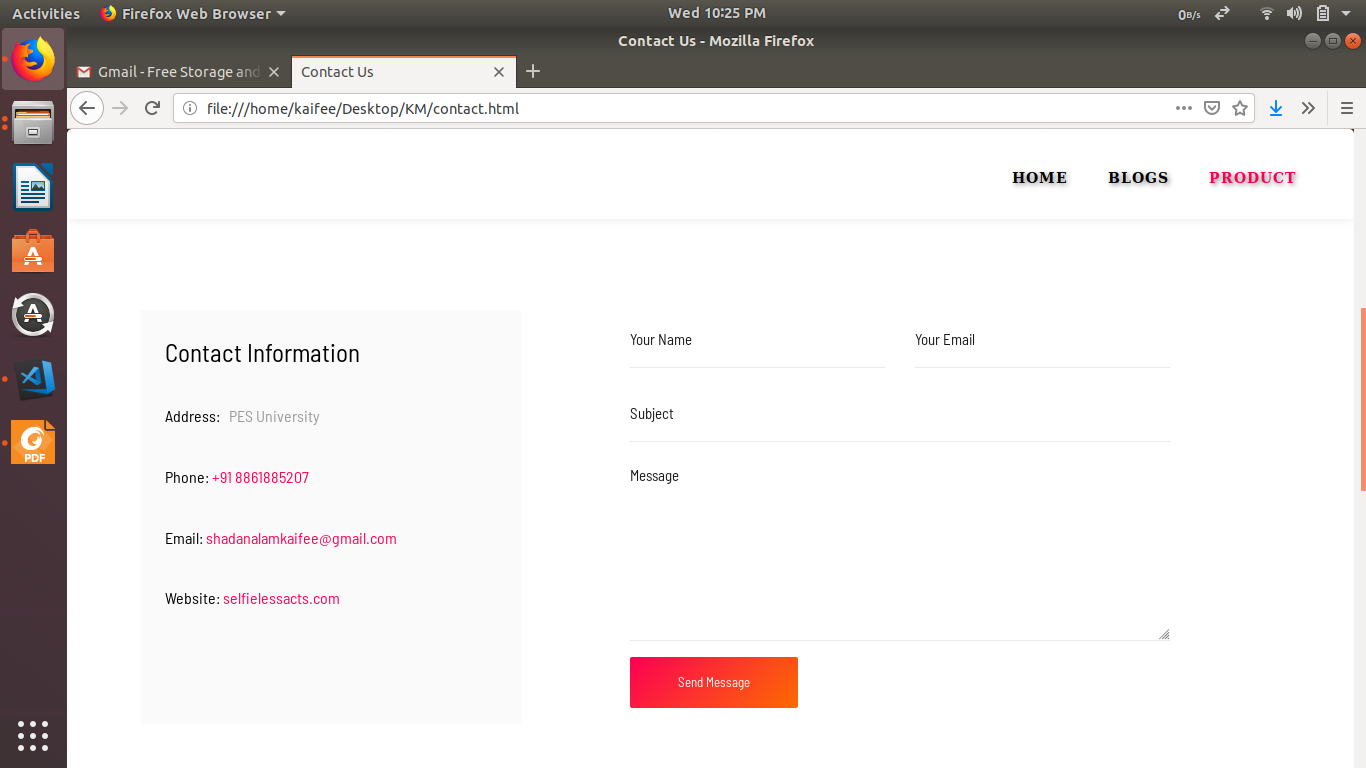 Activities Firefox Web Browser Wed 10:25 PM 0B/s
Contact Us - Mozilla Firefox
Gmail - Free Storage and Contact Us
file:///home/kaifee/Desktop/KM/contact.html
HOME BLOGS PRODUCT
Contact Information
Address: PES University
Phone: +91 8861885207
Email: shadanalamkaifee@gmail.com
Website: selfielessacts.com
Your Name Your Email
Subject
Message
Send Message
PDF